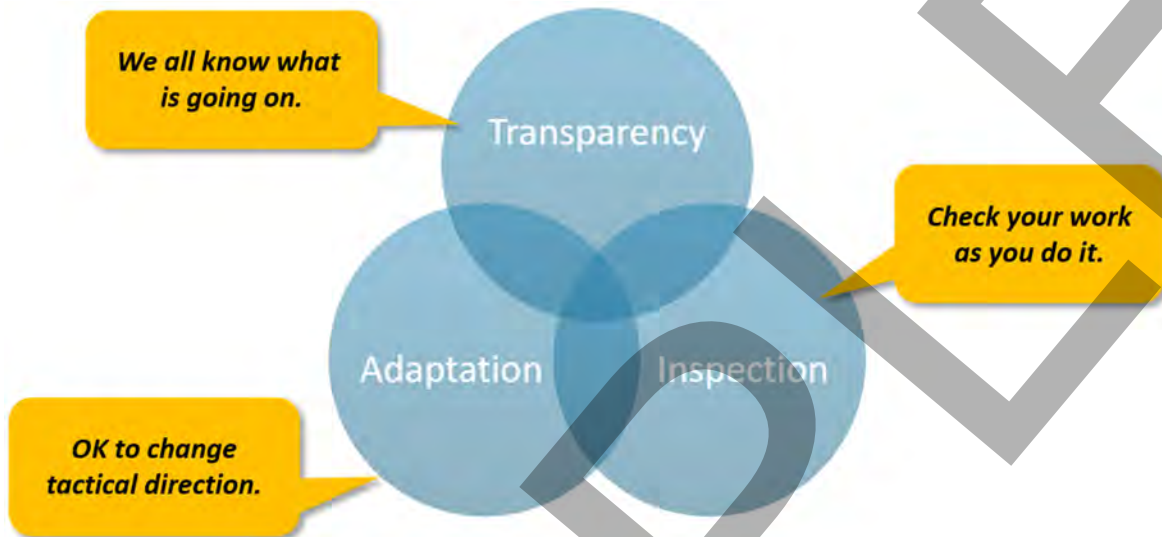 We all know what
is going on.
Transparency
Check your work
as you do it.
Adaptation
Inspection
OK to change
tactical direction.